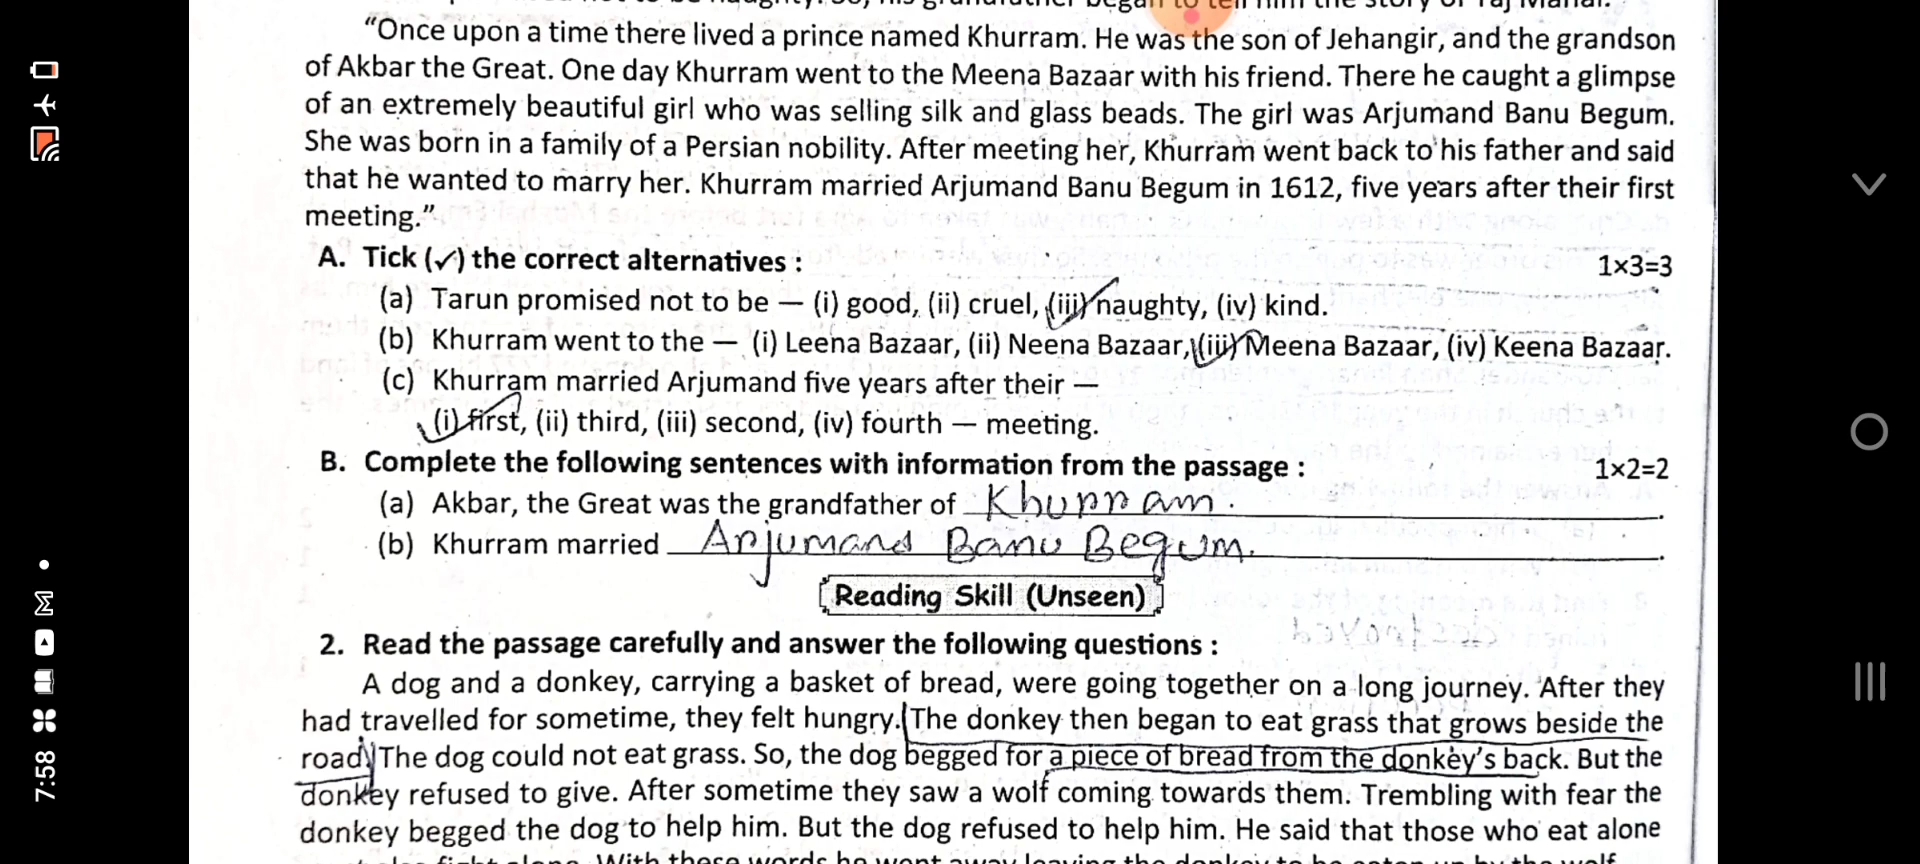 "Once upon a time there lived a prince named Khurram. He was the son of Jehangir, and the grandson
of Akbar the Great. One day Khurram went to the Meena Bazaar with his friend. There he caught a glimpse
of an extremely beautiful girl who was selling silk and glass beads. The girl was Arjumand Banu Begum.
She was born in a family of a Persian nobility. After meeting her, Khurram went back to his father and said
that he wanted to marry her. Khurram married Arjumand Banu Begum in 1612, five years after their first
meeting."
A. Tick (✓) the correct alternatives : 1×3=3
(a) Tarun promised not to be — (i) good, (ii) cruel, (iii) naughty, (iv) kind.
(b) Khurram went to the — (i) Leena Bazaar, (ii) Neena Bazaar, (iii) Meena Bazaar, (iv) Keena Bazaar.
(c) Khurram married Arjumand five years after their —
(i) first, (ii) third, (iii) second, (iv) fourth — meeting.
B. Complete the following sentences with information from the passage : 1×2=2
(a) Akbar, the Great was the grandfather of Khurram.
(b) Khurram married Arjumand Banu Begum.
Reading Skill (Unseen)
2. Read the passage carefully and answer the following questions :
A dog and a donkey, carrying a basket of bread, were going together on a long journey. After they
had travelled for sometime, they felt hungry. The donkey then began to eat grass that grows beside the
road. The dog could not eat grass. So, the dog begged for a piece of bread from the donkey's back. But the
donkey refused to give. After sometime they saw a wolf coming towards them. Trembling with fear the
donkey begged the dog to help him. But the dog refused to help him. He said that those who eat alone
7:58